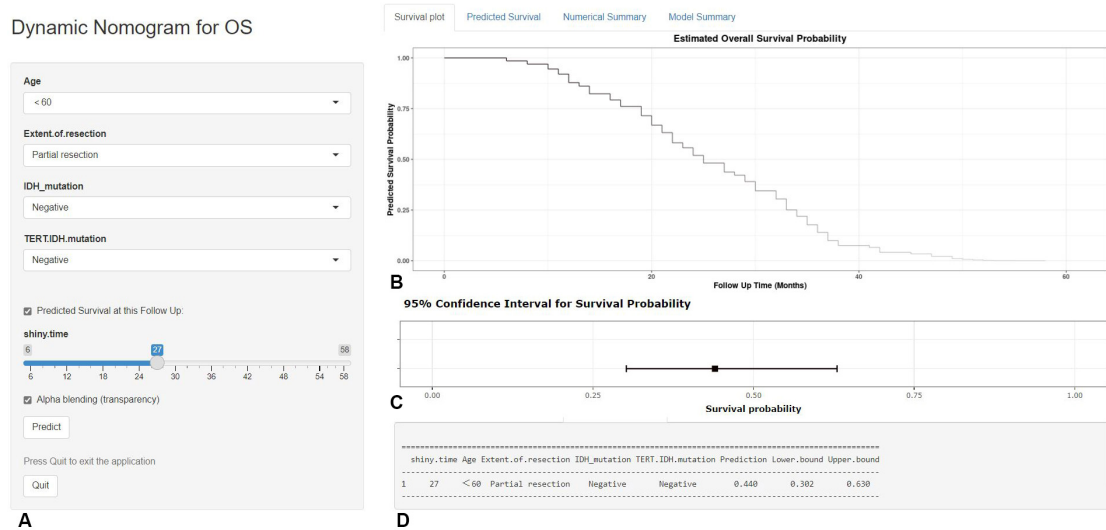 Dynamic Nomogram for OS
Age
<60
Extent.of.resection
Partial resection
IDH_mutation
Negative
TERT.IDH.mutation
Negative
Predicted Survival at this Follow Up:
shiny.time
6 27 58
6 12 18 24 30 36 42 48 54 58
Alpha blending (transparency)
Predict
Press Quit to exit the application
Quit
A
Survival plot Predicted Survival Numerical Summary Model Summary
Estimated Overall Survival Probability
Predicted Survival Probability
1.00
0.75
0.50
0.25
0.00
0 20 40 60
Follow Up Time (Months)
B
95% Confidence Interval for Survival Probability
0.00 0.25 0.50 0.75 1.00
Survival probability
C
==========================================================================================
shiny.time Age Extent.of.resection IDH_mutation TERT.IDH.mutation Prediction Lower.bound Upper.bound
------------------------------------------------------------------------------------------
1 27 <60 Partial resection Negative Negative 0.440 0.302 0.630
------------------------------------------------------------------------------------------
D